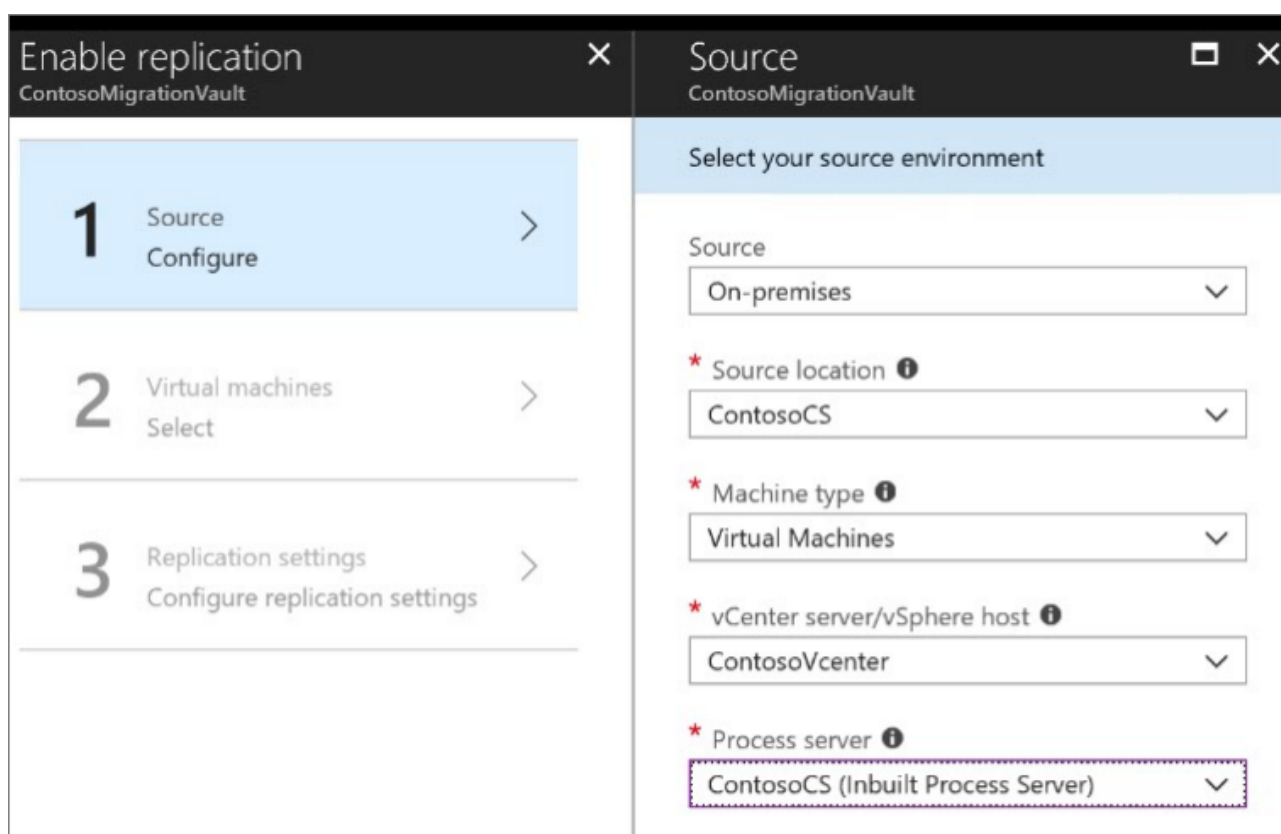 Enable replication
ContosoMigrationVault
1
Source
Configure
2
Virtual machines
Select
3
Replication settings
Configure replication settings
Source
ContosoMigrationVault
Select your source environment
Source
On-premises
* Source location
ContosoCS
* Machine type
Virtual Machines
* vCenter server/vSphere host
ContosoVcenter
* Process server
ContosoCS (Inbuilt Process Server)